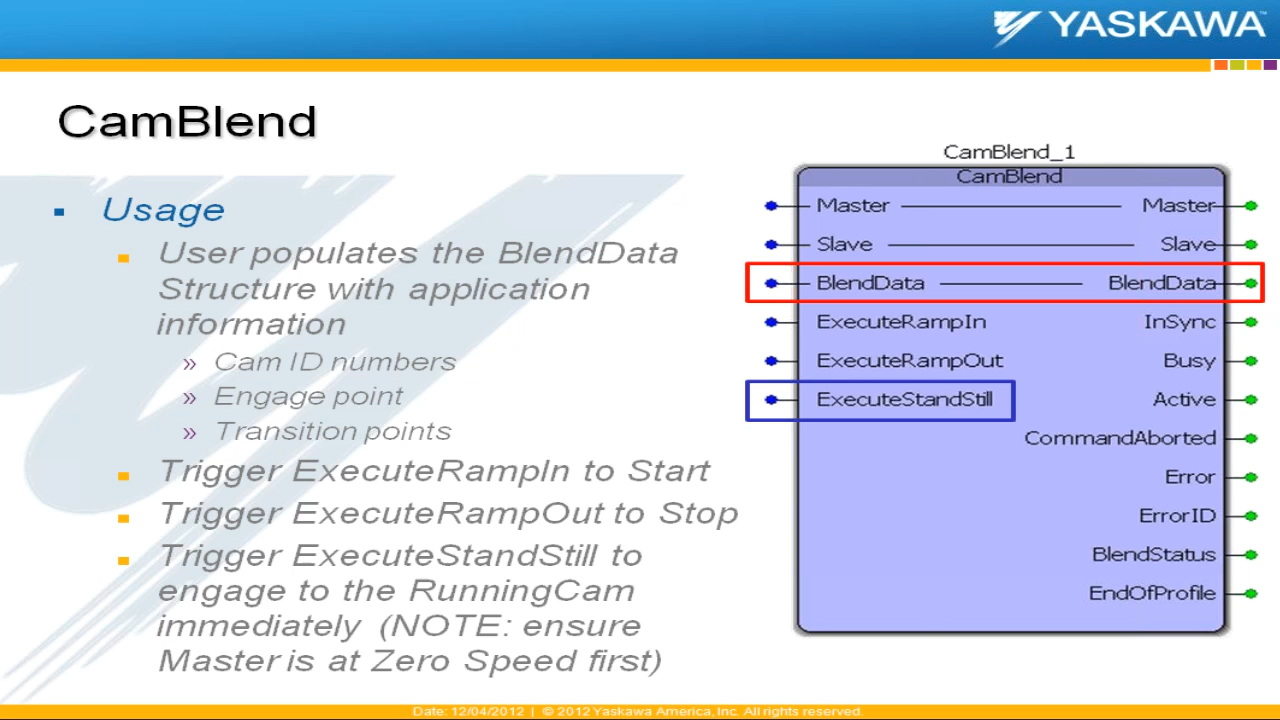 YASKAWA
CamBlend
Usage
User populates the BlendData
Structure with application
information
» Cam ID numbers
» Engage point
» Transition points
Trigger ExecuteRampIn to Start
Trigger ExecuteRampOut to Stop
Trigger ExecuteStandStill to
engage to the RunningCam
immediately (NOTE: ensure
Master is at Zero Speed first)
CamBlend_1
CamBlend
Master Master
Slave Slave
BlendData BlendData
ExecuteRampIn InSync
ExecuteRampOut Busy
ExecuteStandStill Active
CommandAborted
Error
ErrorID
BlendStatus
EndOfProfile
Date: 12/04/2012 | © 2012 Yaskawa America, Inc. All rights reserved.